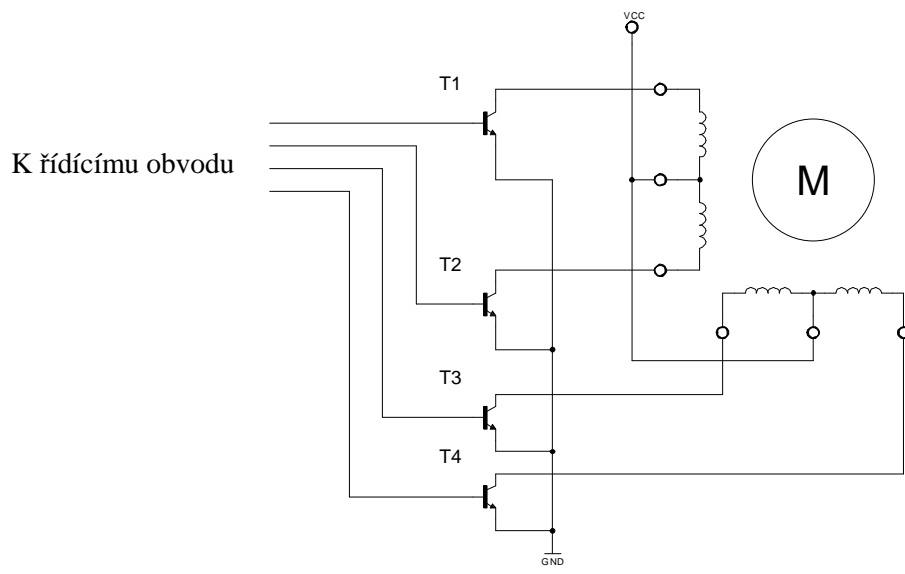 VCC
T1
K řídícímu obvodu
M
T2
T3
T4
GND